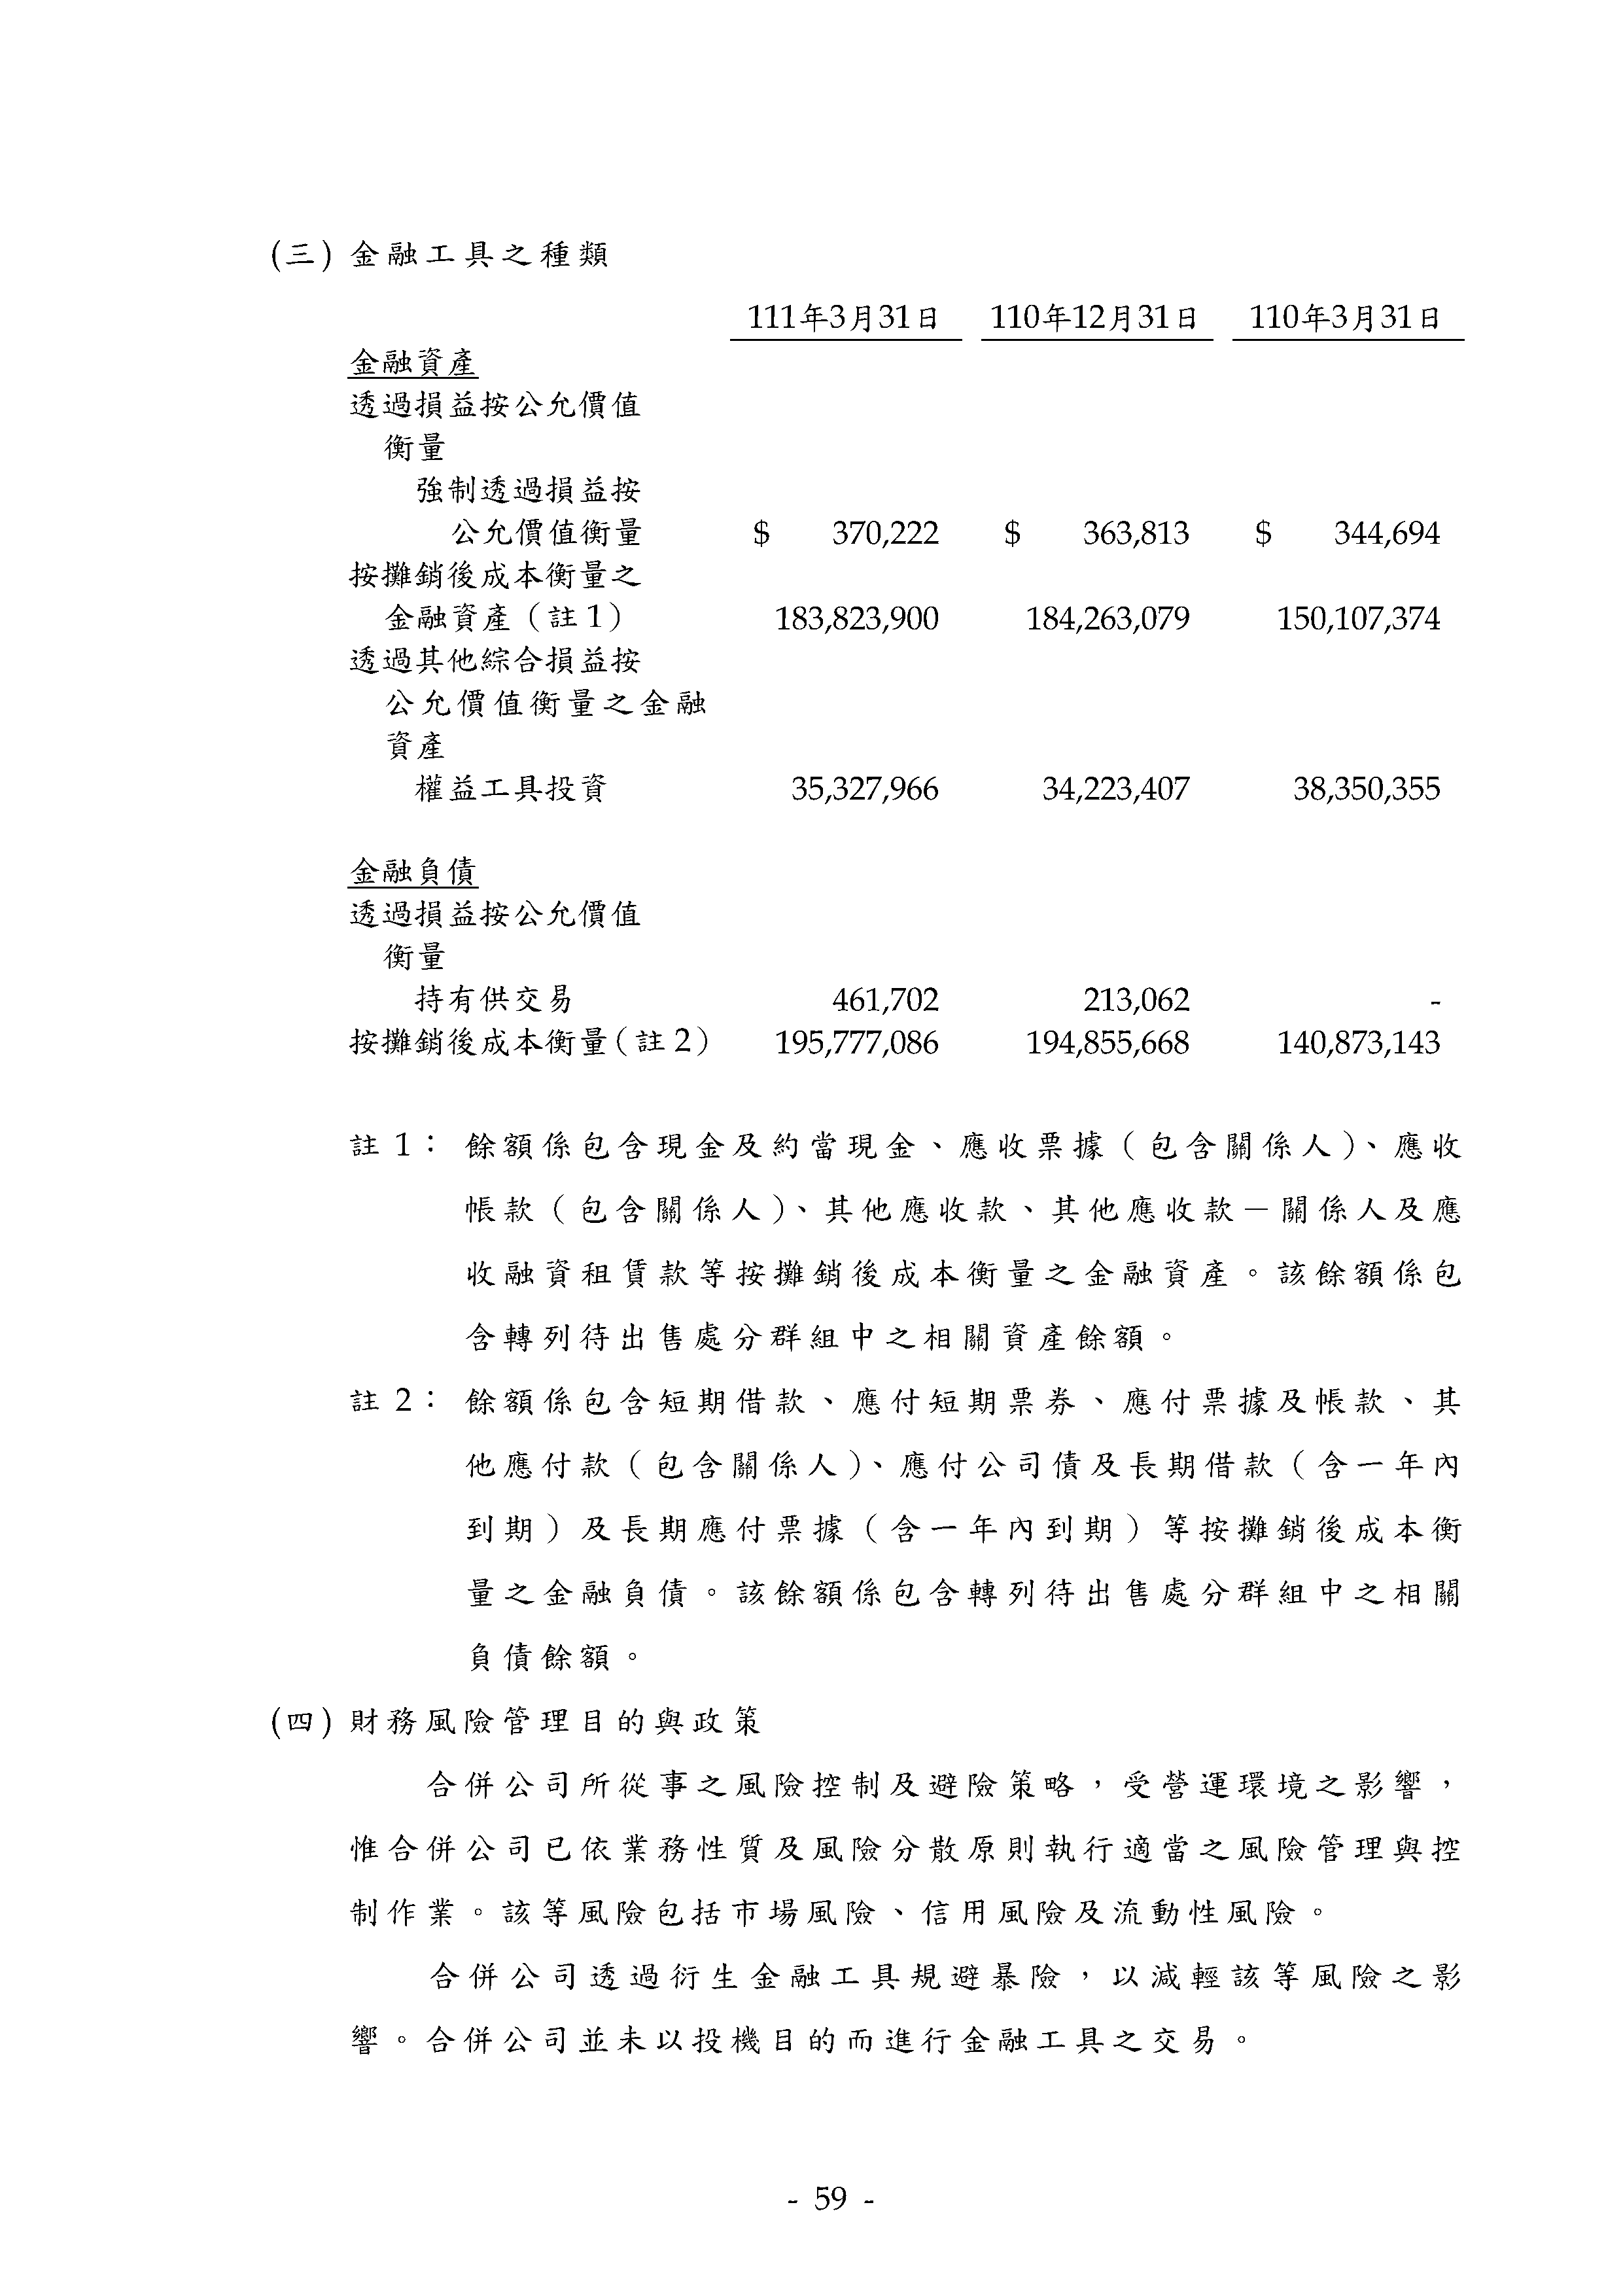 (三) 金融工具之種類
111年3月31日 110年12月31日 110年3月31日
金融資產
透過損益按公允價值
衡量
強制透過損益按
公允價值衡量 $ 370,222 $ 363,813 $ 344,694
按攤銷後成本衡量之
金融資產（註1） 183,823,900 184,263,079 150,107,374
透過其他綜合損益按
公允價值衡量之金融
資產
權益工具投資 35,327,966 34,223,407 38,350,355
金融負債
透過損益按公允價值
衡量
持有供交易 461,702 213,062 -
按攤銷後成本衡量（註2） 195,777,086 194,855,668 140,873,143
註 1： 餘額係包含現金及約當現金、應收票據（包含關係人）、應收
帳款（包含關係人）、其他應收款、其他應收款－關係人及應
收融資租賃款等按攤銷後成本衡量之金融資產。該餘額係包
含轉列待出售處分群組中之相關資產餘額。
註 2： 餘額係包含短期借款、應付短期票券、應付票據及帳款、其
他應付款（包含關係人）、應付公司債及長期借款（含一年內
到期）及長期應付票據（含一年內到期）等按攤銷後成本衡
量之金融負債。該餘額係包含轉列待出售處分群組中之相關
負債餘額。
(四) 財務風險管理目的與政策
合併公司所從事之風險控制及避險策略，受營運環境之影響，
惟合併公司已依業務性質及風險分散原則執行適當之風險管理與控
制作業。該等風險包括市場風險、信用風險及流動性風險。
合併公司透過衍生金融工具規避暴險，以減輕該等風險之影
響。合併公司並未以投機目的而進行金融工具之交易。
- 59 -